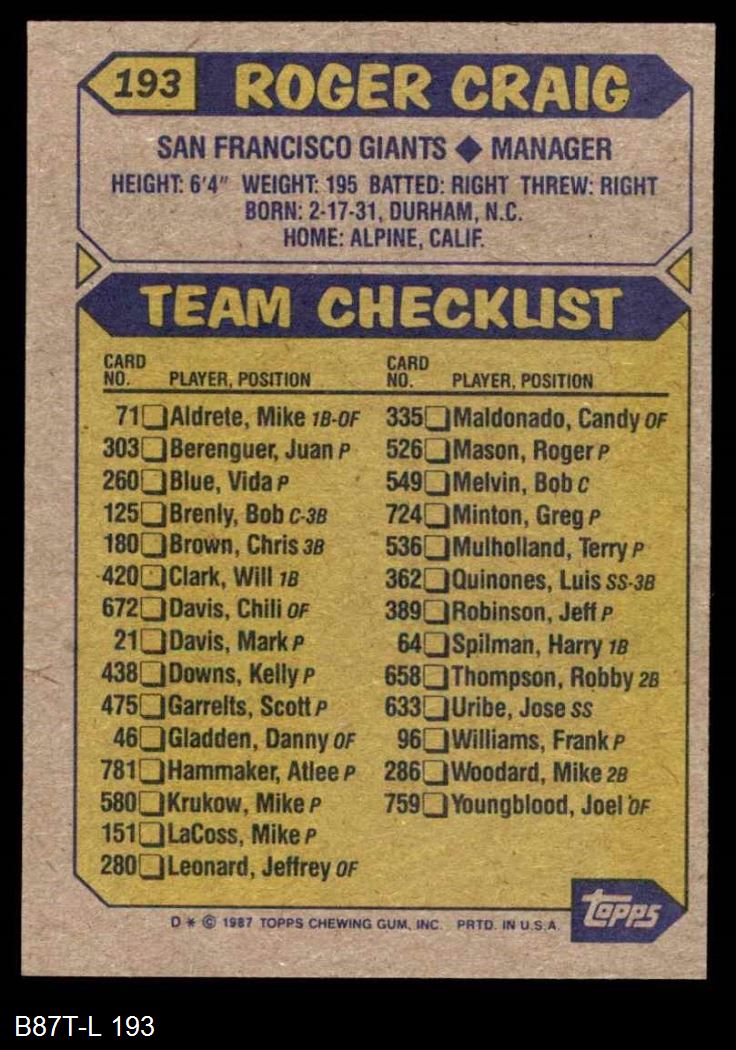 193 ROGER CRAIG
SAN FRANCISCO GIANTS ◆ MANAGER
HEIGHT: 6'4" WEIGHT: 195 BATTED: RIGHT THREW: RIGHT
BORN: 2-17-31, DURHAM, N.C.
HOME: ALPINE, CALIF.
TEAM CHECKLIST
CARD
NO. PLAYER, POSITION
71 Aldrete, Mike 1B-OF
303 Berenguer, Juan P
260 Blue, Vida P
125 Brenly, Bob C-3B
180 Brown, Chris 3B
420 Clark, Will 1B
672 Davis, Chili OF
21 Davis, Mark P
438 Downs, Kelly P
475 Garrelts, Scott P
46 Gladden, Danny OF
781 Hammaker, Atlee P
580 Krukow, Mike P
151 LaCoss, Mike P
280 Leonard, Jeffrey OF
CARD
NO. PLAYER, POSITION
335 Maldonado, Candy OF
526 Mason, Roger P
549 Melvin, Bob C
724 Minton, Greg P
536 Mulholland, Terry P
362 Quinones, Luis SS-3B
389 Robinson, Jeff P
64 Spilman, Harry 1B
658 Thompson, Robby 2B
633 Uribe, Jose SS
96 Williams, Frank P
286 Woodard, Mike 2B
759 Youngblood, Joel OF
D * © 1987 TOPPS CHEWING GUM, INC. PRTD. IN U.S.A.
Topps
B87T-L 193